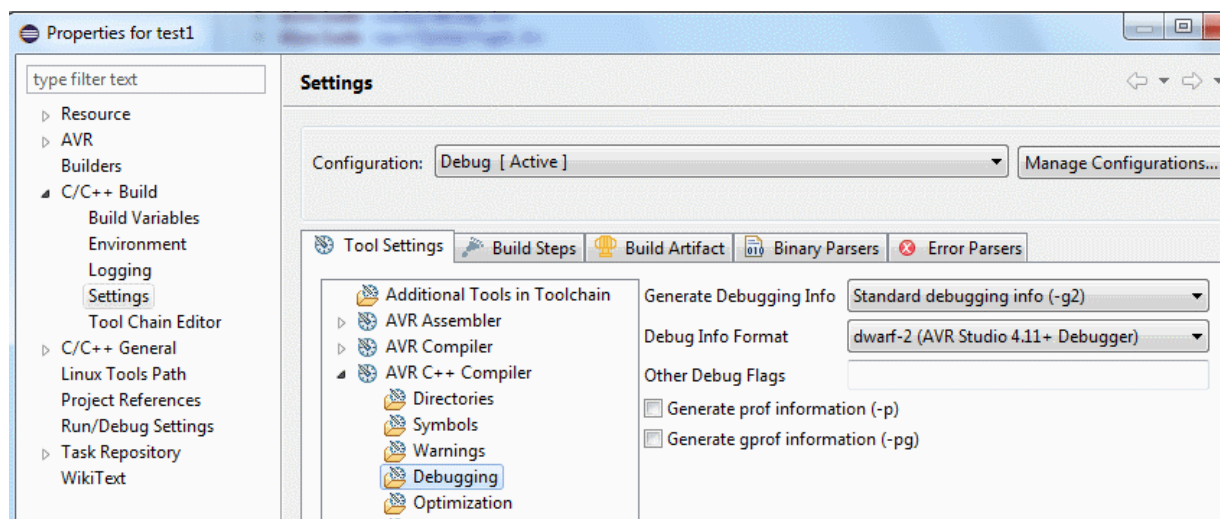 Properties for test1
type filter text
Resource
AVR
Builders
C/C++ Build
Build Variables
Environment
Logging
Settings
Tool Chain Editor
C/C++ General
Linux Tools Path
Project References
Run/Debug Settings
Task Repository
WikiText
Settings
Configuration: Debug [ Active ] Manage Configurations...
Tool Settings Build Steps Build Artifact Binary Parsers Error Parsers
Additional Tools in Toolchain
AVR Assembler
AVR Compiler
AVR C++ Compiler
Directories
Symbols
Warnings
Debugging
Optimization
Generate Debugging Info Standard debugging info (-g2)
Debug Info Format dwarf-2 (AVR Studio 4.11+ Debugger)
Other Debug Flags
Generate prof information (-p)
Generate gprof information (-pg)